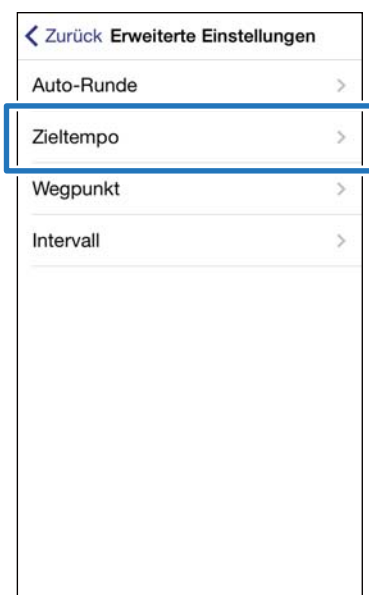 Zurück Erweiterte Einstellungen
Auto-Runde
Zieltempo
Wegpunkt
Intervall